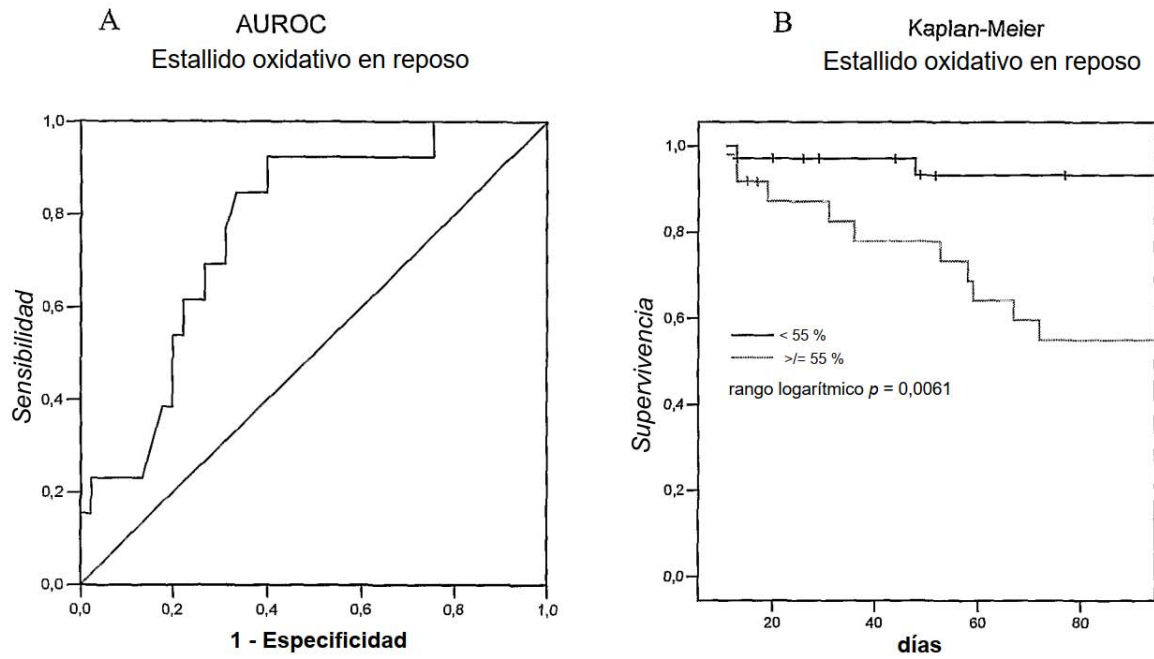 A
AUROC
Estallido oxidativo en reposo
1,0
0,8
0,6
0,4
0,2
0,0
Sensibilidad
0,0
0,2
0,4
0,6
0,8
1,0
1 - Especificidad
B
Kaplan-Meier
Estallido oxidativo en reposo
1,0
0,8
0,6
0,4
0,2
0,0
Supervivencia
< 55 %
>/= 55 %
rango logarítmico p = 0,0061
20
40
60
80
días